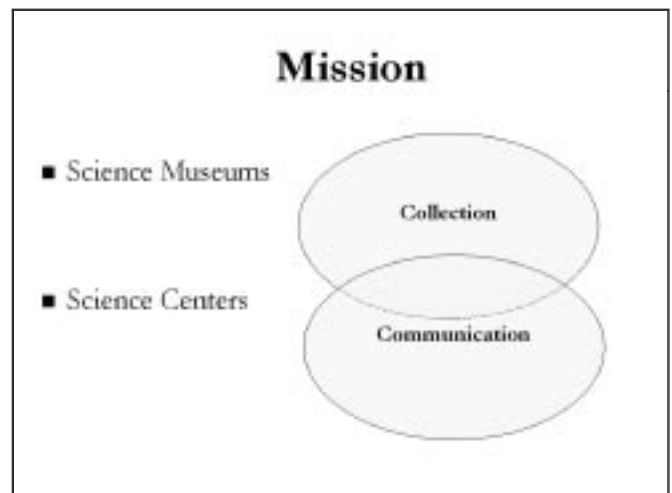 Mission
■ Science Museums
Collection
■ Science Centers
Communication